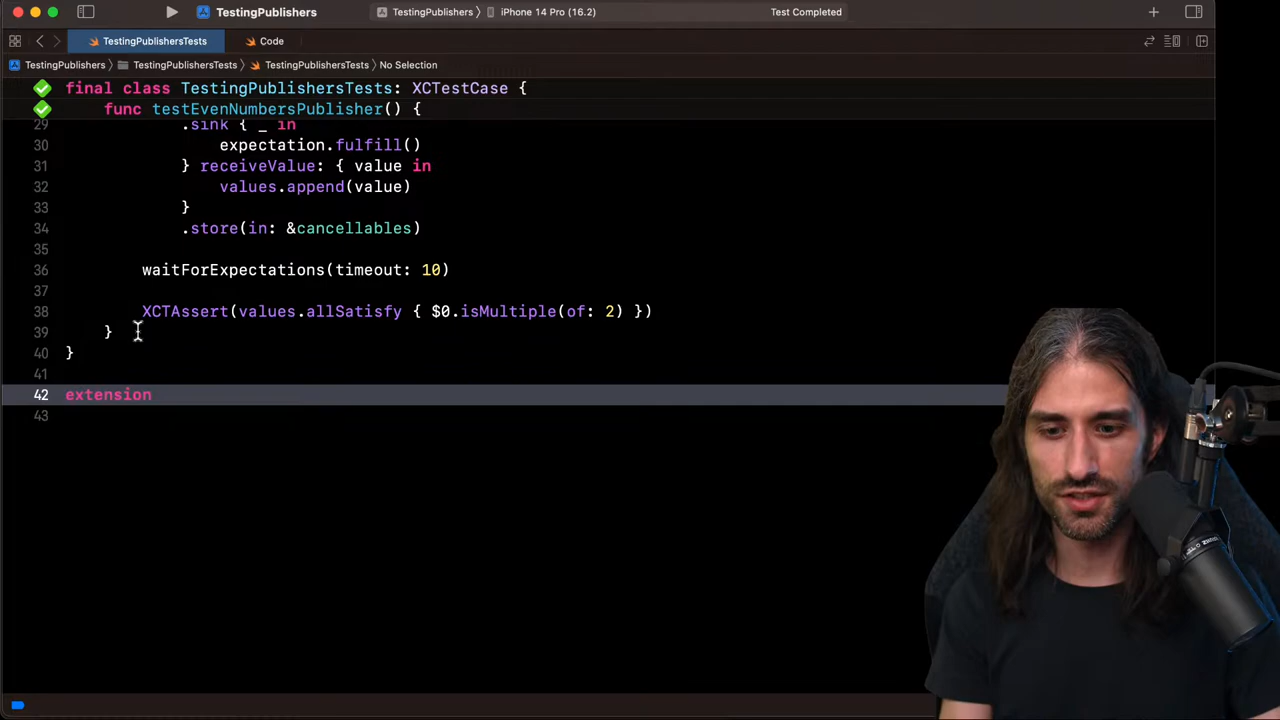 TestingPublishers
TestingPublishers 〉 iPhone 14 Pro (16.2)
Test Completed
TestingPublishersTests
Code
TestingPublishers 〉 TestingPublishersTests 〉 TestingPublishersTests 〉 No Selection
final class TestingPublishersTests: XCTestCase {
func testEvenNumbersPublisher() {
29 .sink { _ in
30 expectation.fulfill()
31 } receiveValue: { value in
32 values.append(value)
33 }
34 .store(in: &cancellables)
35
36 waitForExpectations(timeout: 10)
37
38 XCTAssert(values.allSatisfy { $0.isMultiple(of: 2) })
39 }
40 }
41
42 extension
43